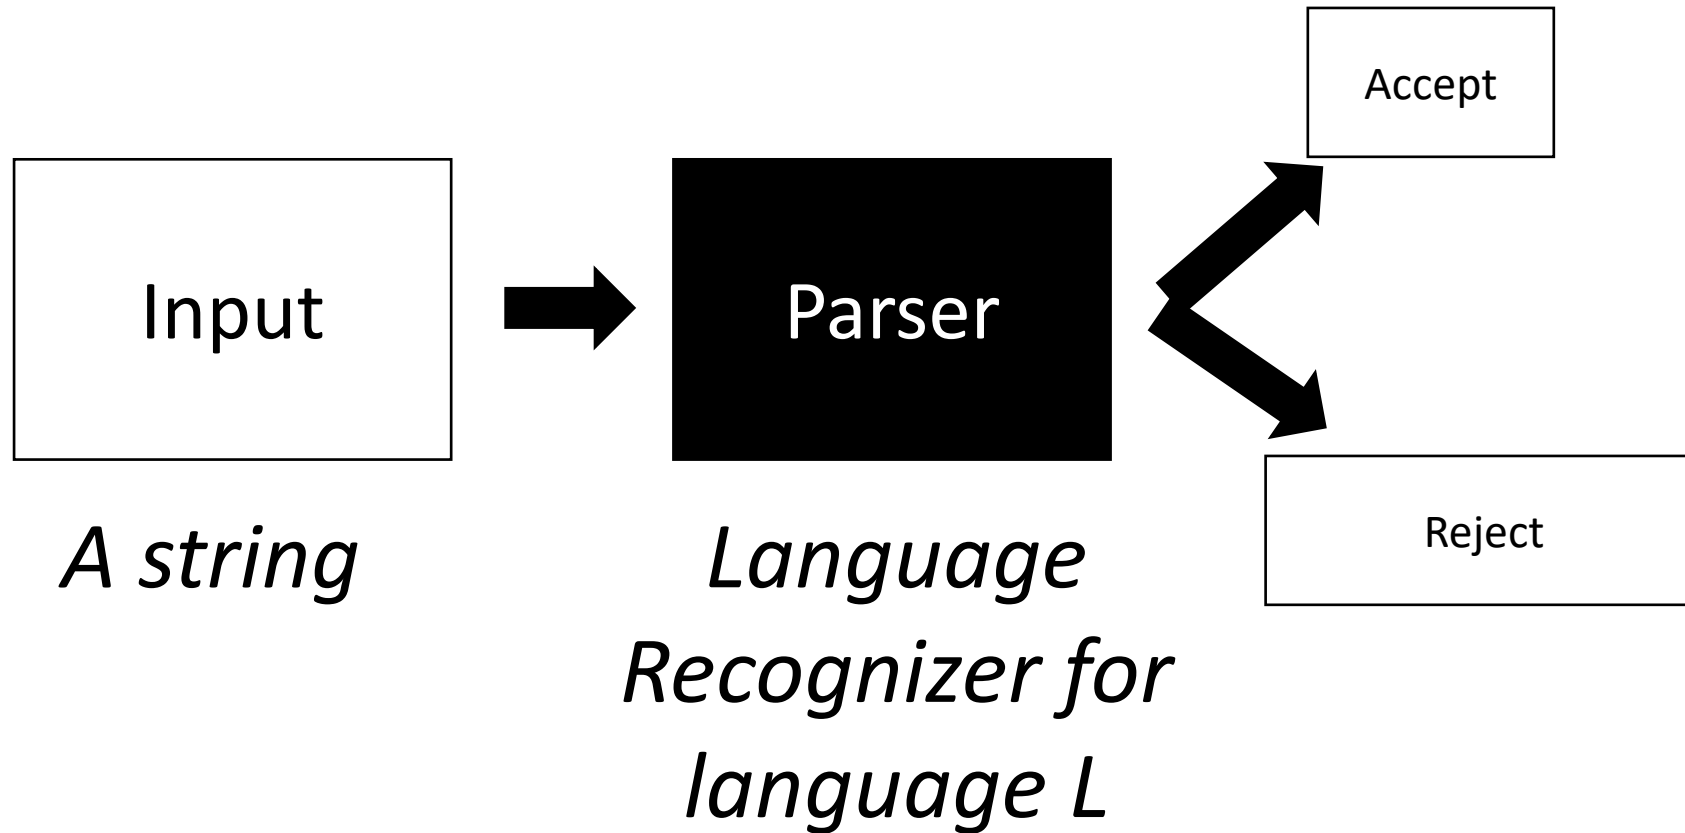 Accept
Input
Parser
Reject
A string
Language
Recognizer for
language L